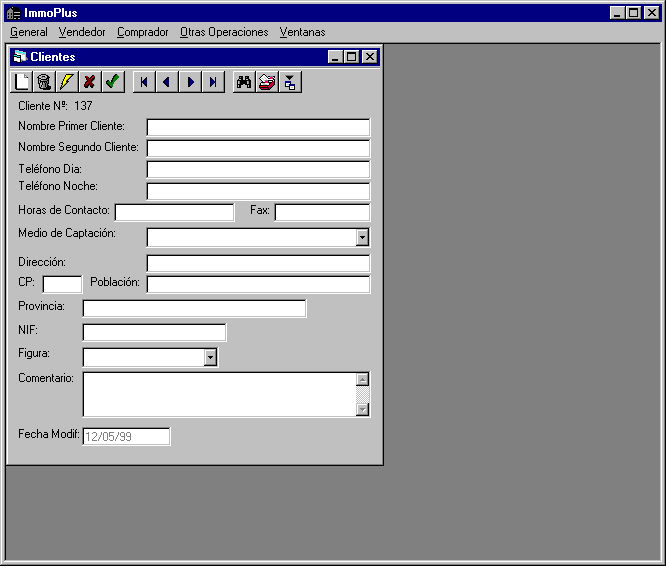 ImmoPlus
General Vendedor Comprador Otras Operaciones Ventanas
Clientes
Cliente Nº: 137
Nombre Primer Cliente:
Nombre Segundo Cliente:
Teléfono Dia:
Teléfono Noche:
Horas de Contacto: Fax:
Medio de Captación:
Dirección:
CP: Población:
Provincia:
NIF:
Figura:
Comentario:
Fecha Modif: 12/05/99